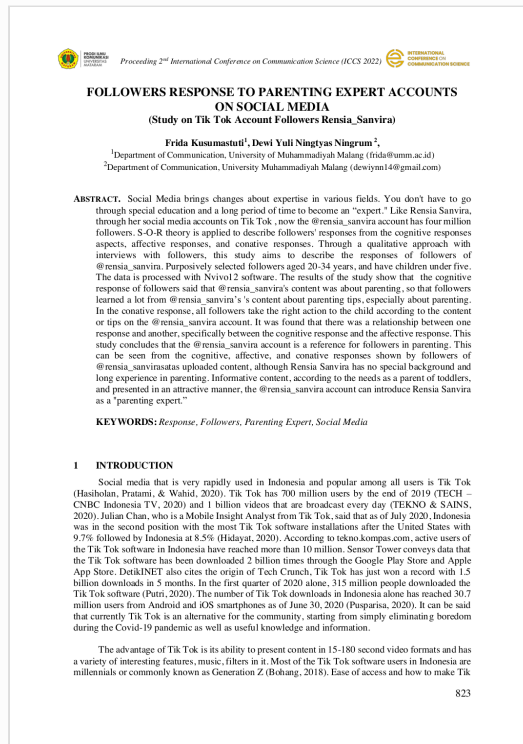 PRODI ILMU
KOMUNIKASI
UNIVERSITAS
MATARAM
Proceeding 2nd International Conference on Communication Science (ICCS 2022)
INTERNATIONAL
CONFERENCE ON
COMMUNICATION SCIENCE
FOLLOWERS RESPONSE TO PARENTING EXPERT ACCOUNTS
ON SOCIAL MEDIA
(Study on Tik Tok Account Followers Rensia_Sanvira)
Frida Kusumastuti1, Dewi Yuli Ningtyas Ningrum 2,
1Department of Communication, University of Muhammadiyah Malang (frida@umm.ac.id)
2Department of Communication, University Muhammadiyah Malang (dewiynn14@gmail.com)
ABSTRACT. Social Media brings changes about expertise in various fields. You don't have to go
through special education and a long period of time to become an “expert." Like Rensia Sanvira,
through her social media accounts on Tik Tok , now the @rensia_sanvira account has four million
followers. S-O-R theory is applied to describe followers' responses from the cognitive responses
aspects, affective responses, and conative responses. Through a qualitative approach with
interviews with followers, this study aims to describe the responses of followers of
@rensia_sanvira. Purposively selected followers aged 20-34 years, and have children under five.
The data is processed with Nvivo12 software. The results of the study show that the cognitive
response of followers said that @rensia_sanvira's content was about parenting, so that followers
learned a lot from @rensia_sanvira’s 's content about parenting tips, especially about parenting.
In the conative response, all followers take the right action to the child according to the content
or tips on the @rensia_sanvira account. It was found that there was a relationship between one
response and another, specifically between the cognitive response and the affective response. This
study concludes that the @rensia_sanvira account is a reference for followers in parenting. This
can be seen from the cognitive, affective, and conative responses shown by followers of
@rensia_sanvirasatas uploaded content, although Rensia Sanvira has no special background and
long experience in parenting. Informative content, according to the needs as a parent of toddlers,
and presented in an attractive manner, the @rensia_sanvira account can introduce Rensia Sanvira
as a "parenting expert.”
KEYWORDS: Response, Followers, Parenting Expert, Social Media
1 INTRODUCTION
Social media that is very rapidly used in Indonesia and popular among all users is Tik Tok
(Hasiholan, Pratami, & Wahid, 2020). Tik Tok has 700 million users by the end of 2019 (TECH –
CNBC Indonesia TV, 2020) and 1 billion videos that are broadcast every day (TEKNO & SAINS,
2020). Julian Chan, who is a Mobile Insight Analyst from Tik Tok, said that as of July 2020, Indonesia
was in the second position with the most Tik Tok software installations after the United States with
9.7% followed by Indonesia at 8.5% (Hidayat, 2020). According to tekno.kompas.com, active users of
the Tik Tok software in Indonesia have reached more than 10 million. Sensor Tower conveys data that
the Tik Tok software has been downloaded 2 billion times through the Google Play Store and Apple
App Store. DetikINET also cites the origin of Tech Crunch, Tik Tok has just won a record with 1.5
billion downloads in 5 months. In the first quarter of 2020 alone, 315 million people downloaded the
Tik Tok software (Putri, 2020). The number of Tik Tok downloads in Indonesia alone has reached 30.7
million users from Android and iOS smartphones as of June 30, 2020 (Pusparisa, 2020). It can be said
that currently Tik Tok is an alternative for the community, starting from simply eliminating boredom
during the Covid-19 pandemic as well as useful knowledge and information.
The advantage of Tik Tok is its ability to present content in 15-180 second video formats and has
a variety of interesting features, music, filters in it. Most of the Tik Tok software users in Indonesia are
millennials or commonly known as Generation Z (Bohang, 2018). Ease of access and how to make Tik
823